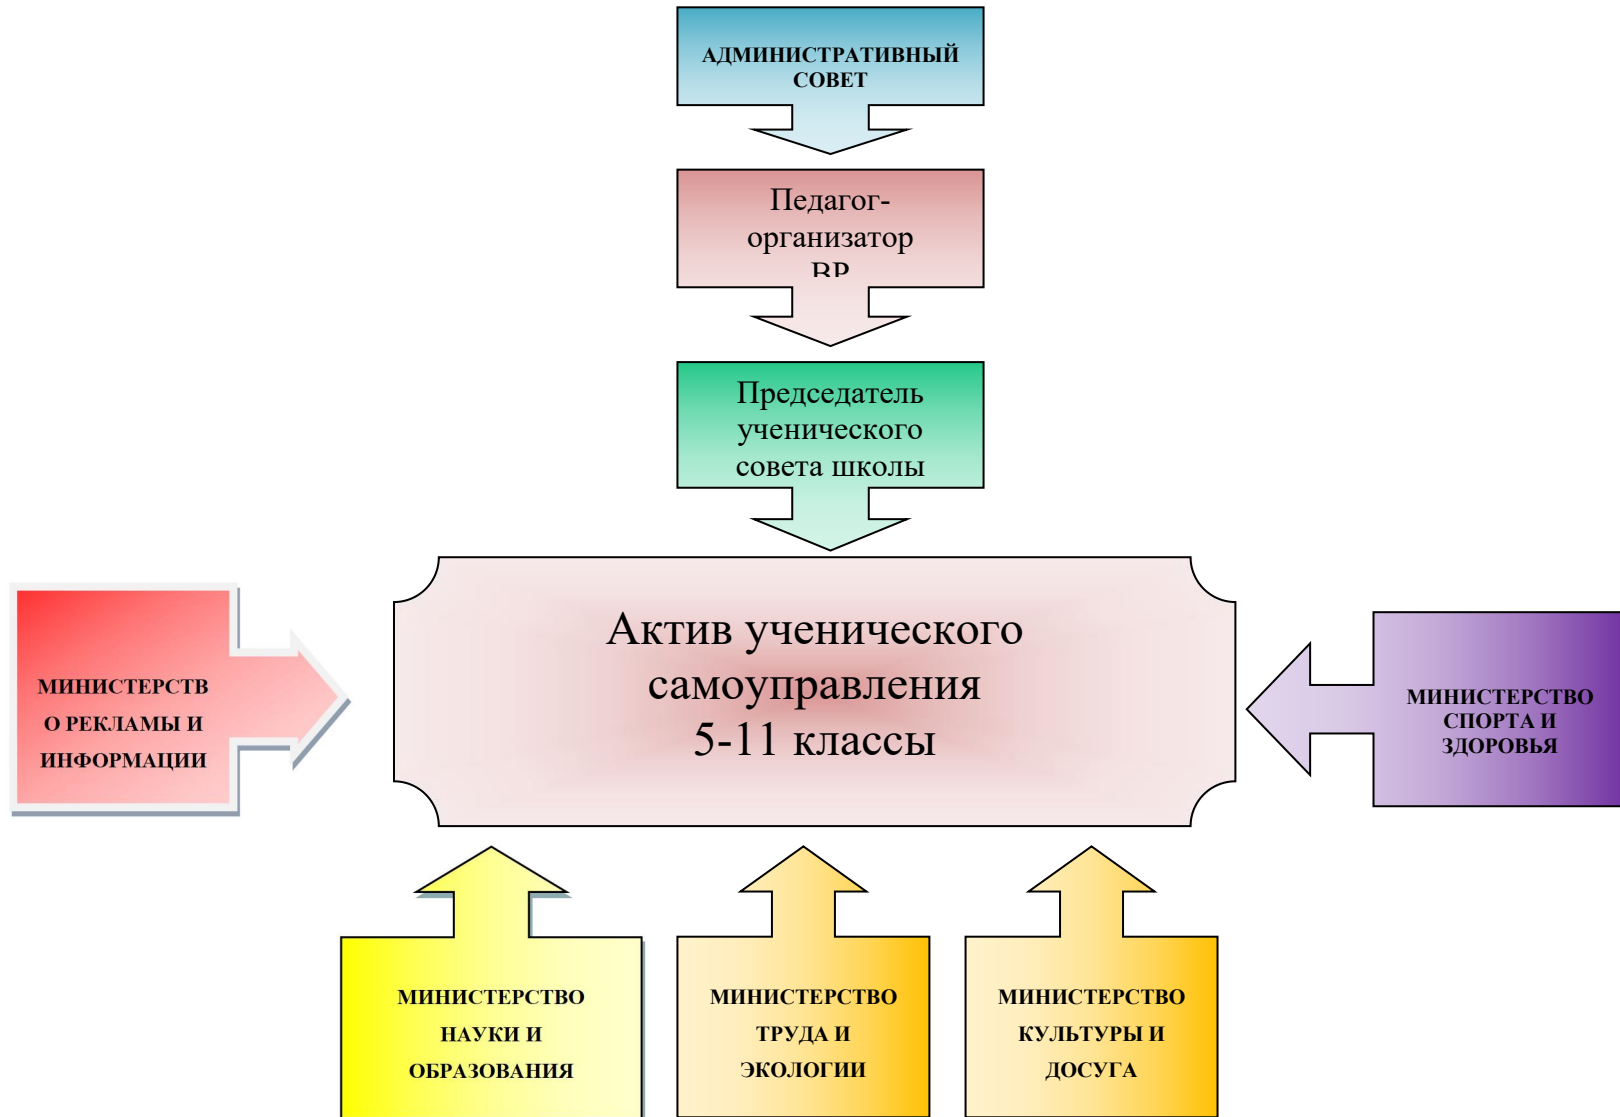 АДМИНИСТРАТИВНЫЙ
СОВЕТ
Педагог-
организатор
ВР
Председатель
ученического
совета школы
Актив ученического
самоуправления
5-11 классы
МИНИСТЕРСТВ
О РЕКЛАМЫ И
ИНФОРМАЦИИ
МИНИСТЕРСТВО
СПОРТА И
ЗДОРОВЬЯ
МИНИСТЕРСТВО
НАУКИ И
ОБРАЗОВАНИЯ
МИНИСТЕРСТВО
ТРУДА И
ЭКОЛОГИИ
МИНИСТЕРСТВО
КУЛЬТУРЫ И
ДОСУГА